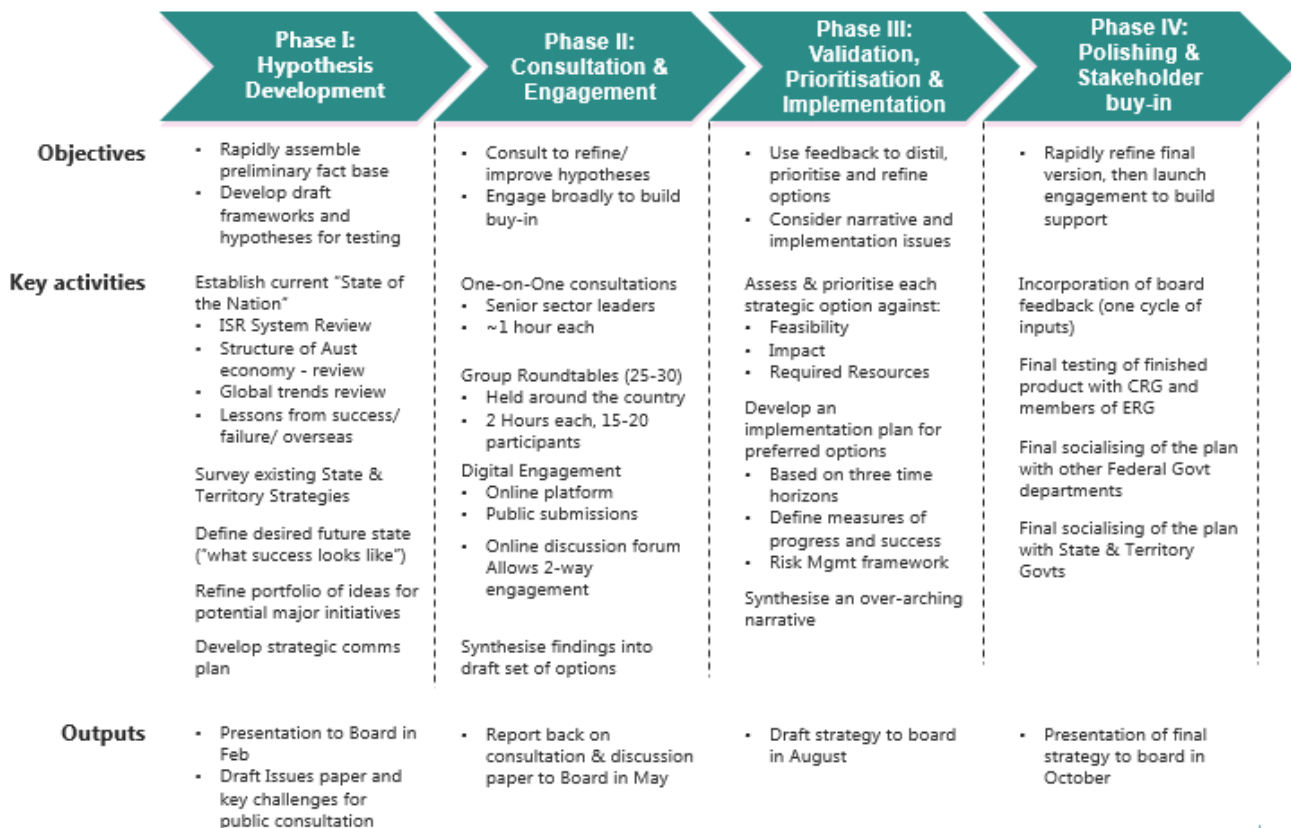 Phase I:
Hypothesis
Development
Phase II:
Consultation &
Engagement
Phase III:
Validation,
Prioritisation &
Implementation
Phase IV:
Polishing &
Stakeholder
buy-in
Objectives
▪ Rapidly assemble
preliminary fact base
▪ Develop draft
frameworks and
hypotheses for testing
▪ Consult to refine/
improve hypotheses
▪ Engage broadly to build
buy-in
▪ Use feedback to distil,
prioritise and refine
options
▪ Consider narrative and
implementation issues
▪ Rapidly refine final
version, then launch
engagement to build
support
Key activities
Establish current "State of
the Nation"
▪ ISR System Review
▪ Structure of Aust
economy - review
▪ Global trends review
▪ Lessons from success/
failure/ overseas
Survey existing State &
Territory Strategies
Define desired future state
("what success looks like")
Refine portfolio of ideas for
potential major initiatives
Develop strategic comms
plan
One-on-One consultations
▪ Senior sector leaders
▪ ~1 hour each
Group Roundtables (25-30)
▪ Held around the country
▪ 2 Hours each, 15-20
participants
Digital Engagement
▪ Online platform
▪ Public submissions
▪ Online discussion forum
Allows 2-way
engagement
Synthesise findings into
draft set of options
Assess & prioritise each
strategic option against:
▪ Feasibility
▪ Impact
▪ Required Resources
Develop an
implementation plan for
preferred options
▪ Based on three time
horizons
▪ Define measures of
progress and success
▪ Risk Mgmt framework
Synthesise an over-arching
narrative
Incorporation of board
feedback (one cycle of
inputs)
Final testing of finished
product with CRG and
members of ERG
Final socialising of the plan
with other Federal Govt
departments
Final socialising of the plan
with State & Territory
Govts
Outputs
▪ Presentation to Board in
Feb
▪ Draft Issues paper and
key challenges for
public consultation
▪ Report back on
consultation & discussion
paper to Board in May
▪ Draft strategy to board
in August
▪ Presentation of final
strategy to board in
October